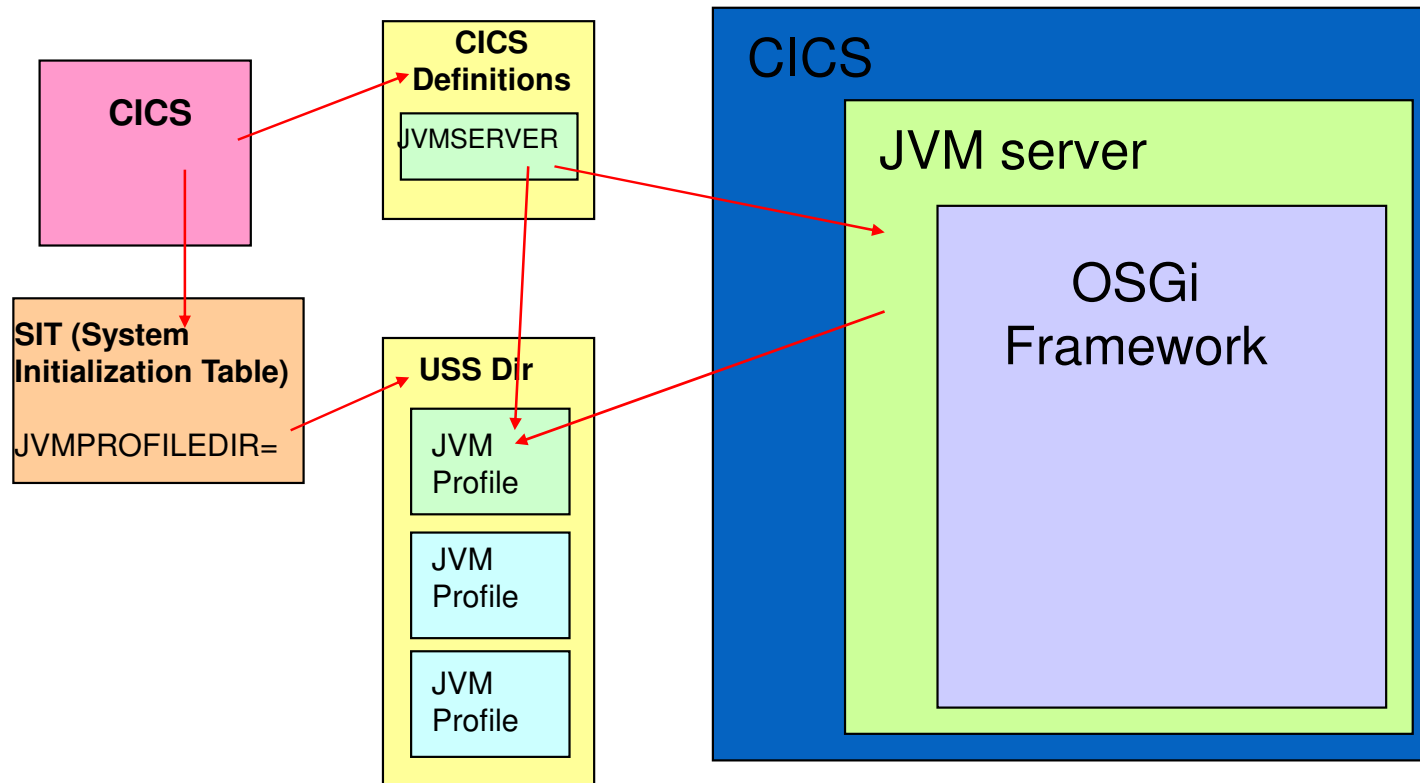 CICS
CICS
Definitions
JVMSERVER
SIT (System
Initialization Table)
JVMPROFILEDIR=
USS Dir
JVM
Profile
JVM
Profile
JVM
Profile
CICS
JVM server
OSGi
Framework